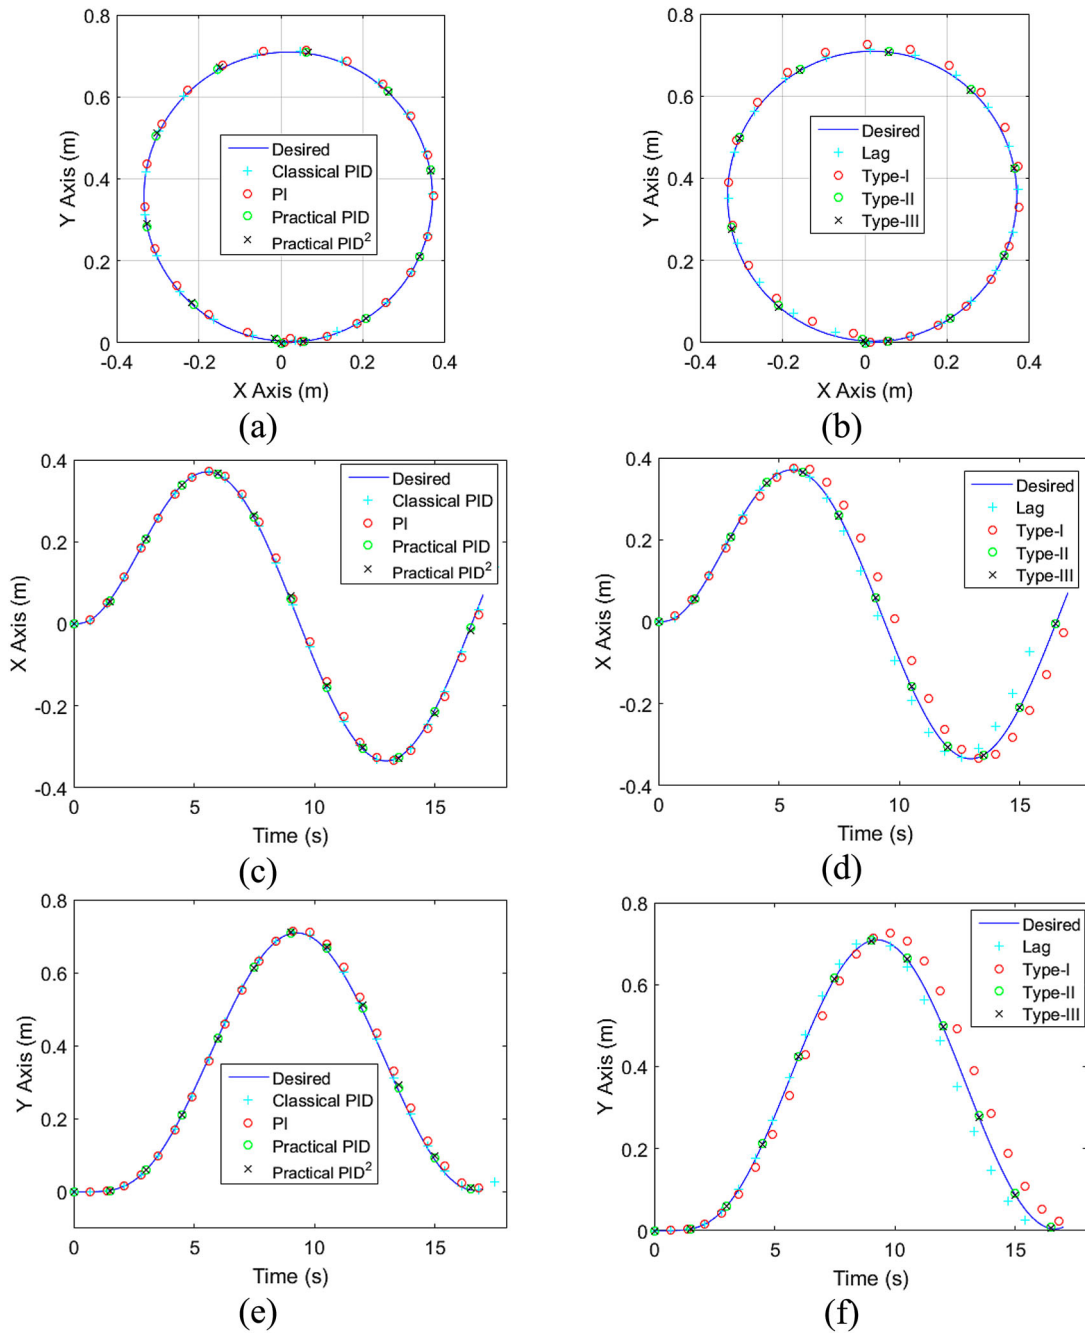 0.8
0.6
0.4
0.2
0
Y Axis (m)
-0.4
-0.2
0
0.2
0.4
X Axis (m)
Desired
Classical PID
PI
Practical PID
Practical PID²
(a)
0.8
0.6
0.4
0.2
0
Y Axis (m)
-0.4
-0.2
0
0.2
0.4
X Axis (m)
Desired
Lag
Type-I
Type-II
Type-III
(b)
0.4
0.2
0
-0.2
-0.4
X Axis (m)
0
5
10
15
Time (s)
Desired
Classical PID
PI
Practical PID
Practical PID²
(c)
0.4
0.2
0
-0.2
-0.4
X Axis (m)
0
5
10
15
Time (s)
Desired
Lag
Type-I
Type-II
Type-III
(d)
0.8
0.6
0.4
0.2
0
Y Axis (m)
0
5
10
15
Time (s)
Desired
Classical PID
PI
Practical PID
Practical PID²
(e)
0.8
0.6
0.4
0.2
0
Y Axis (m)
0
5
10
15
Time (s)
Desired
Lag
Type-I
Type-II
Type-III
(f)